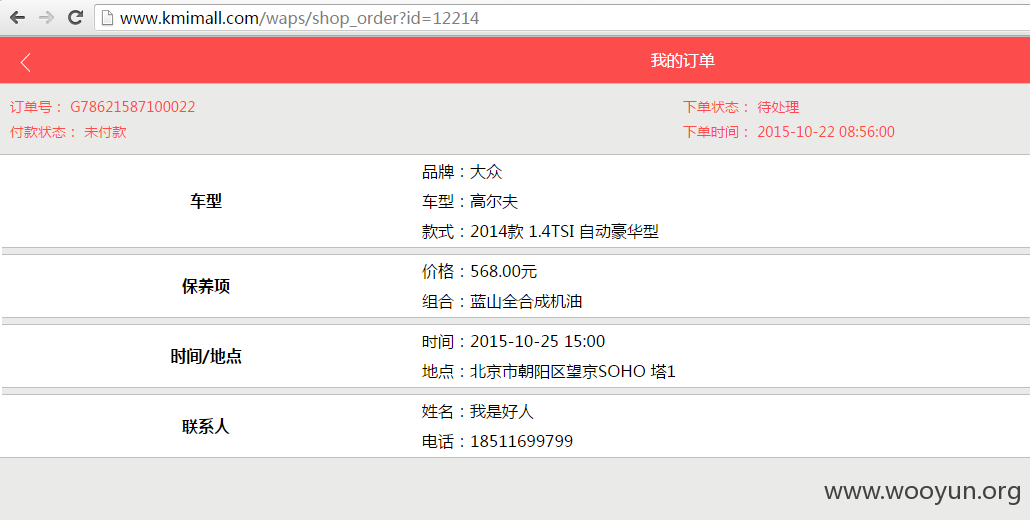 www.kmimall.com/waps/shop_order?id=12214
我的订单
订单号： G78621587100022
下单状态： 待处理
付款状态： 未付款
下单时间： 2015-10-22 08:56:00
车型
品牌：大众
车型：高尔夫
款式：2014款 1.4TSI 自动豪华型
保养项
价格：568.00元
组合：蓝山全合成机油
时间/地点
时间：2015-10-25 15:00
地点：北京市朝阳区望京SOHO 塔1
联系人
姓名：我是好人
电话：18511699799
www.wooyun.org